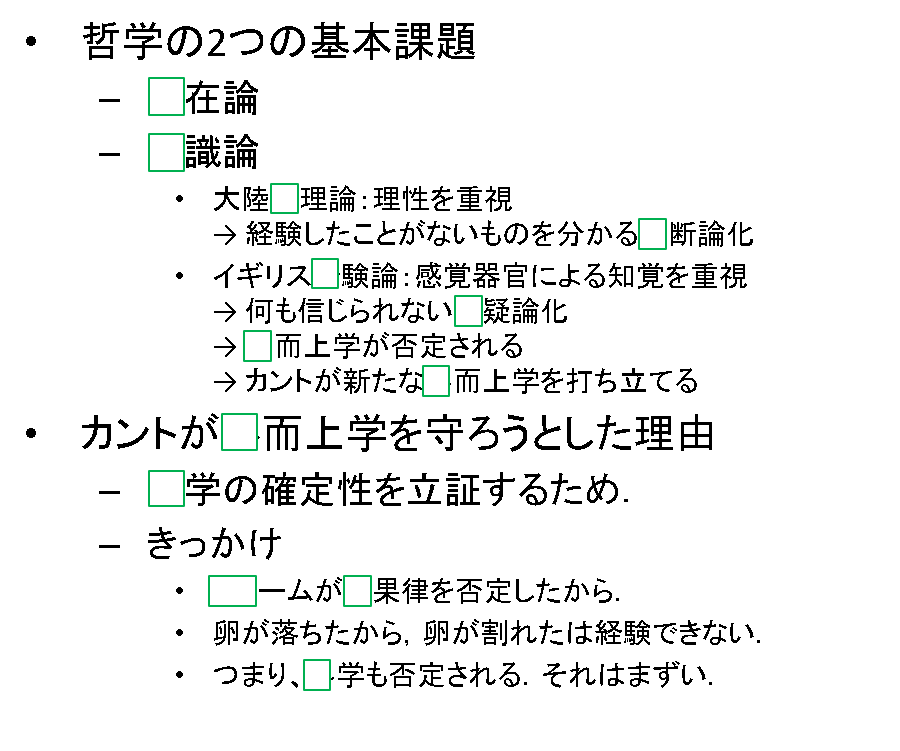 • 哲学の2つの基本課題
– □在論
– □識論
• 大陸□理論：理性を重視
→ 経験したことがないものを分かる□断論化
• イギリス□験論：感覚器官による知覚を重視
→ 何も信じられない□疑論化
→ □而上学が否定される
→ カントが新たな□而上学を打ち立てる
• カントが□而上学を守ろうとした理由
– □学の確定性を立証するため．
– きっかけ
• □ームが□果律を否定したから．
• 卵が落ちたから，卵が割れたは経験できない．
• つまり、□学も否定される．それはまずい．